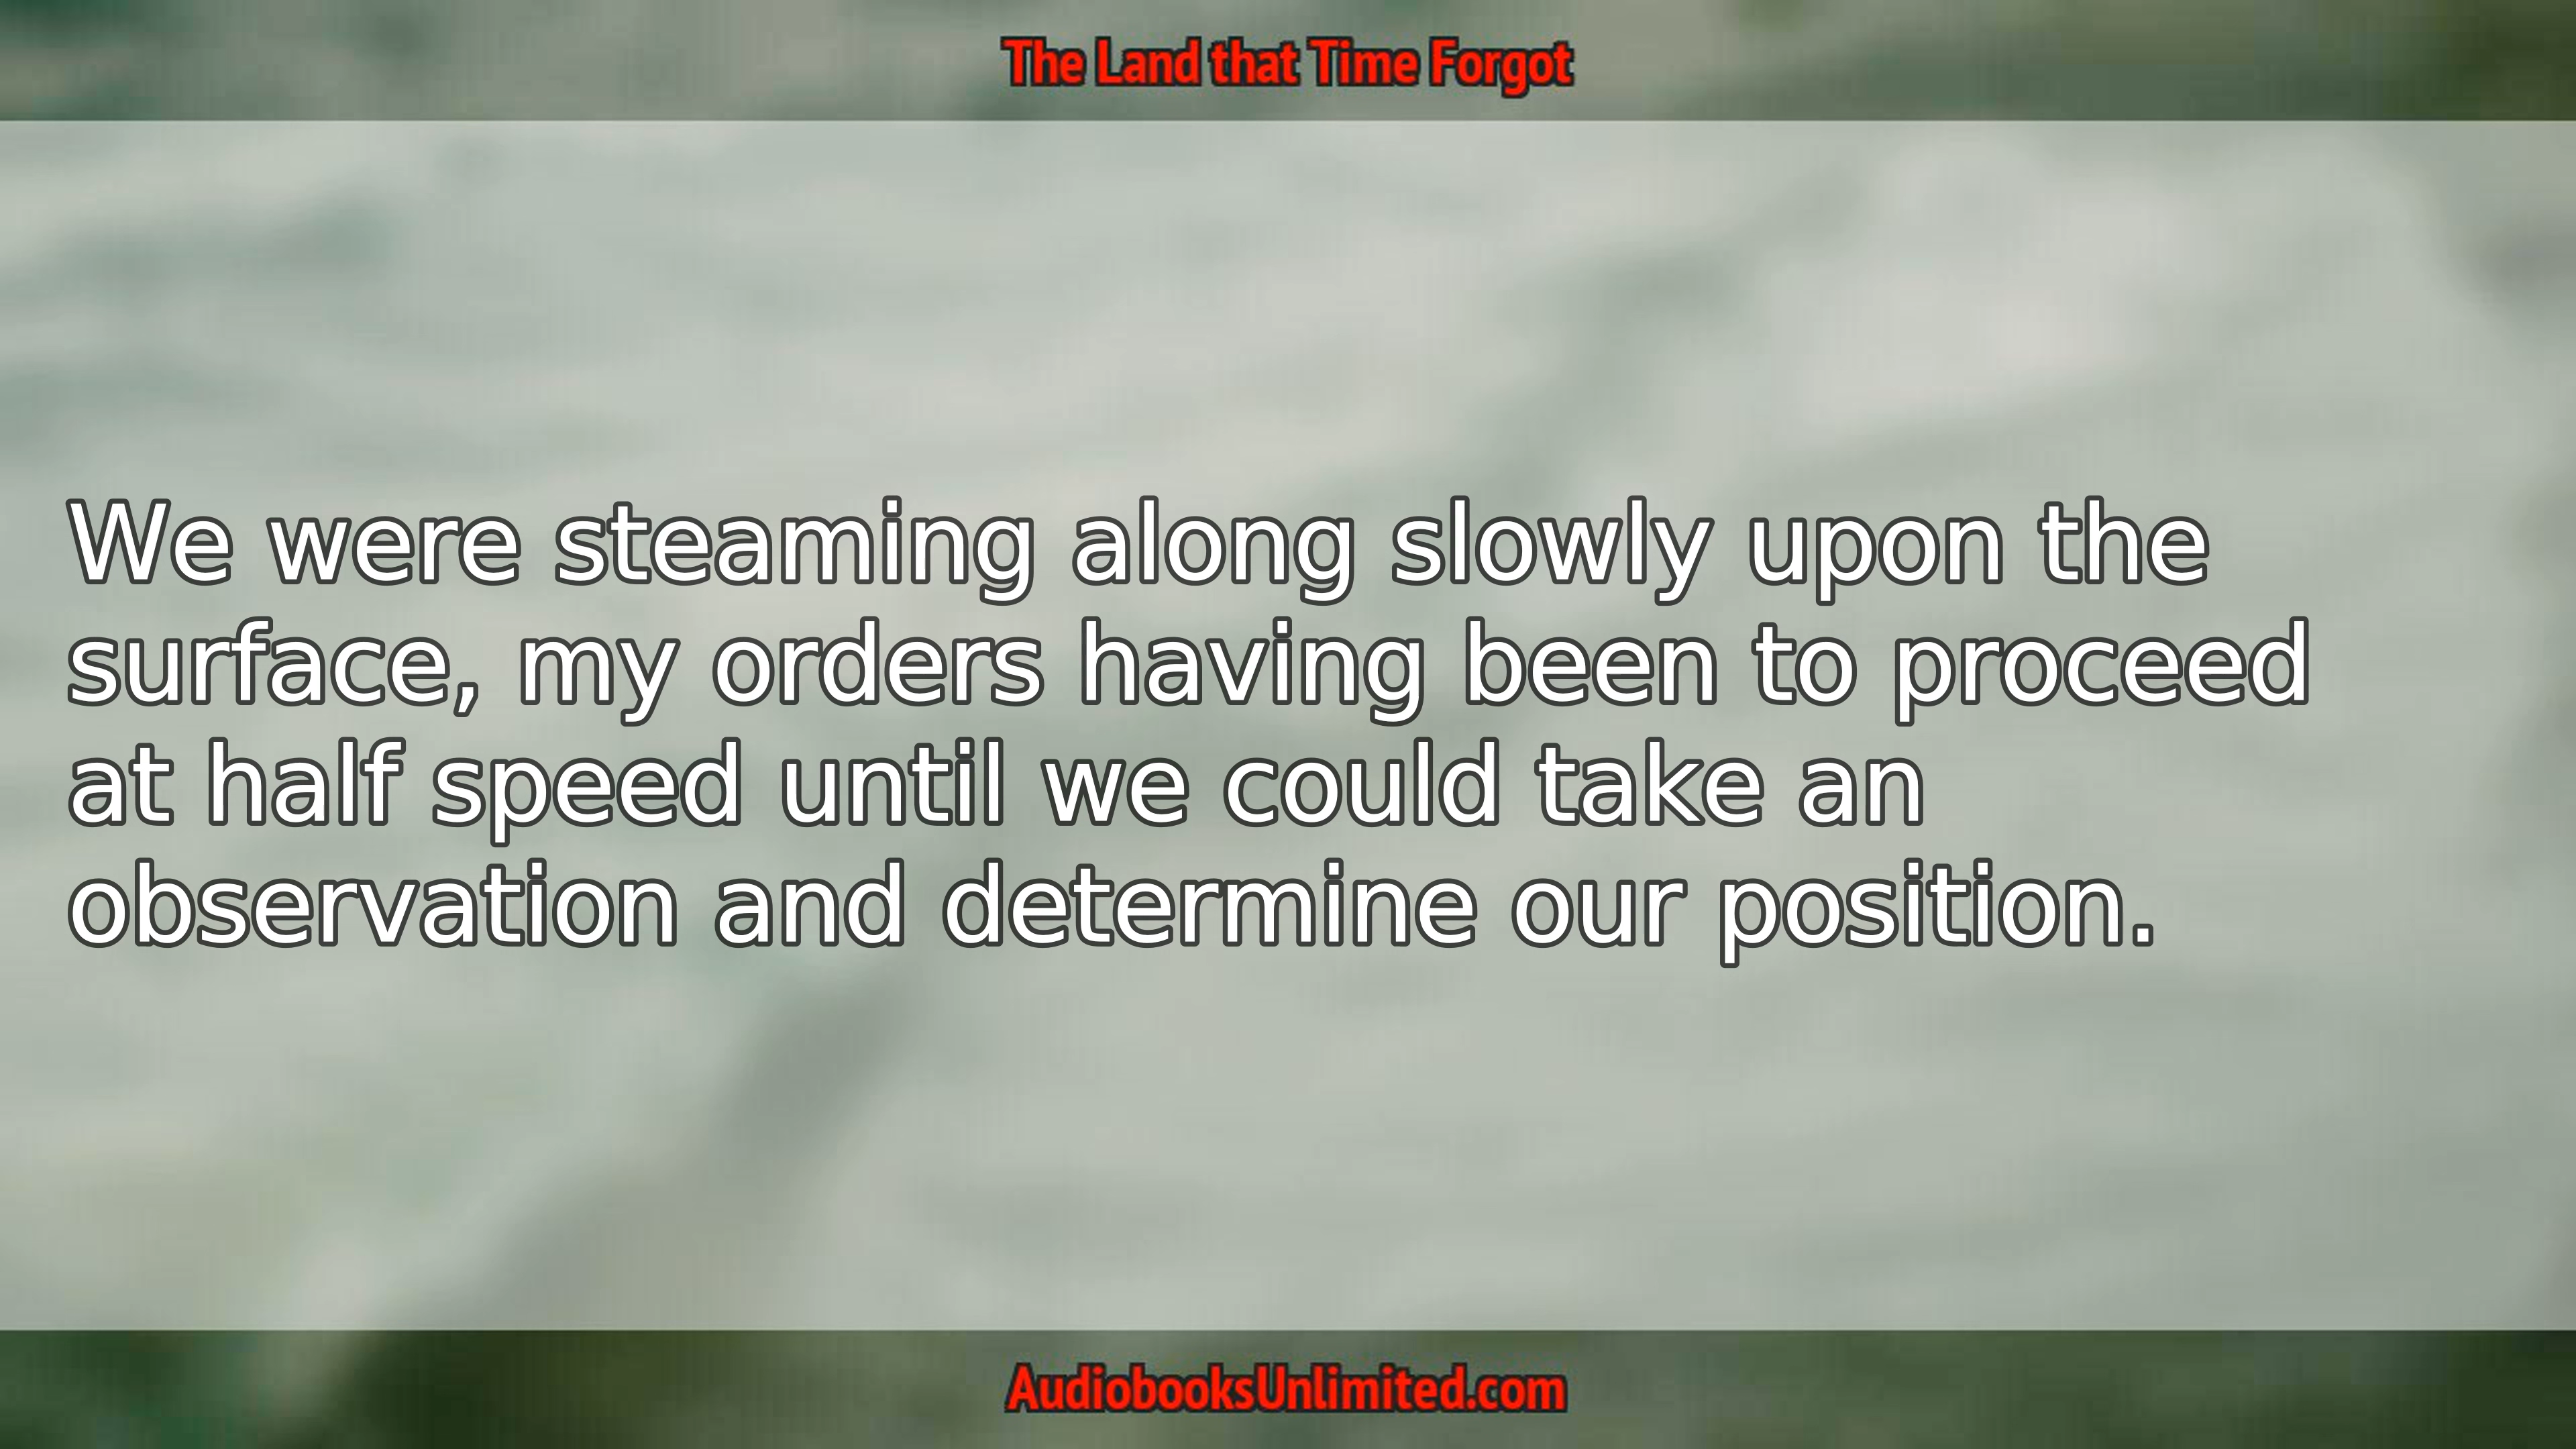 The Land that Time Forgot
We were steaming along slowly upon the
surface, my orders having been to proceed
at half speed until we could take an
observation and determine our position.
AudiobooksUnlimited.com